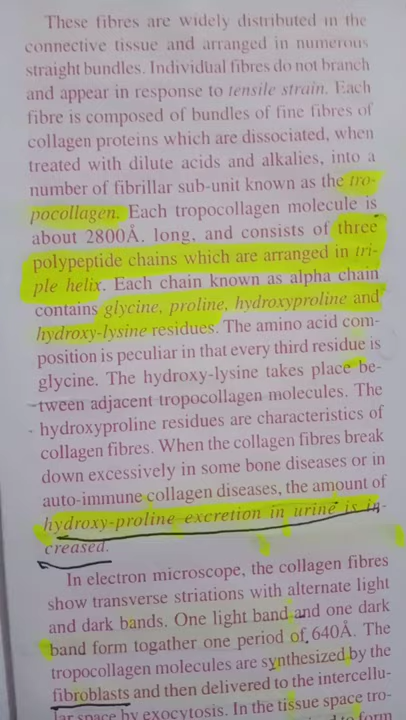 These fibres are widely distributed in the
connective tissue and arranged in numerous
straight bundles. Individual fibres do not branch
and appear in response to tensile strain. Each
fibre is composed of bundles of fine fibres of
collagen proteins which are dissociated, when
treated with dilute acids and alkalies, into a
number of fibrillar sub-unit known as the tro-
pocollagen. Each tropocollagen molecule is
about 2800Å. long, and consists of three
polypeptide chains which are arranged in tri-
ple helix. Each chain known as alpha chain
contains glycine, proline, hydroxyproline and
hydroxy-lysine residues. The amino acid com-
position is peculiar in that every third residue is
glycine. The hydroxy-lysine takes place be-
tween adjacent tropocollagen molecules. The
hydroxyproline residues are characteristics of
collagen fibres. When the collagen fibres break
down excessively in some bone diseases or in
auto-immune collagen diseases, the amount of
hydroxy-proline excretion in urine is in-
creased.
In electron microscope, the collagen fibres
show transverse striations with alternate light
and dark bands. One light band and one dark
band form togather one period of 640Å. The
tropocollagen molecules are synthesized by the
fibroblasts and then delivered to the intercellu-
lar space by exocytosis. In the tissue space tro-
to form